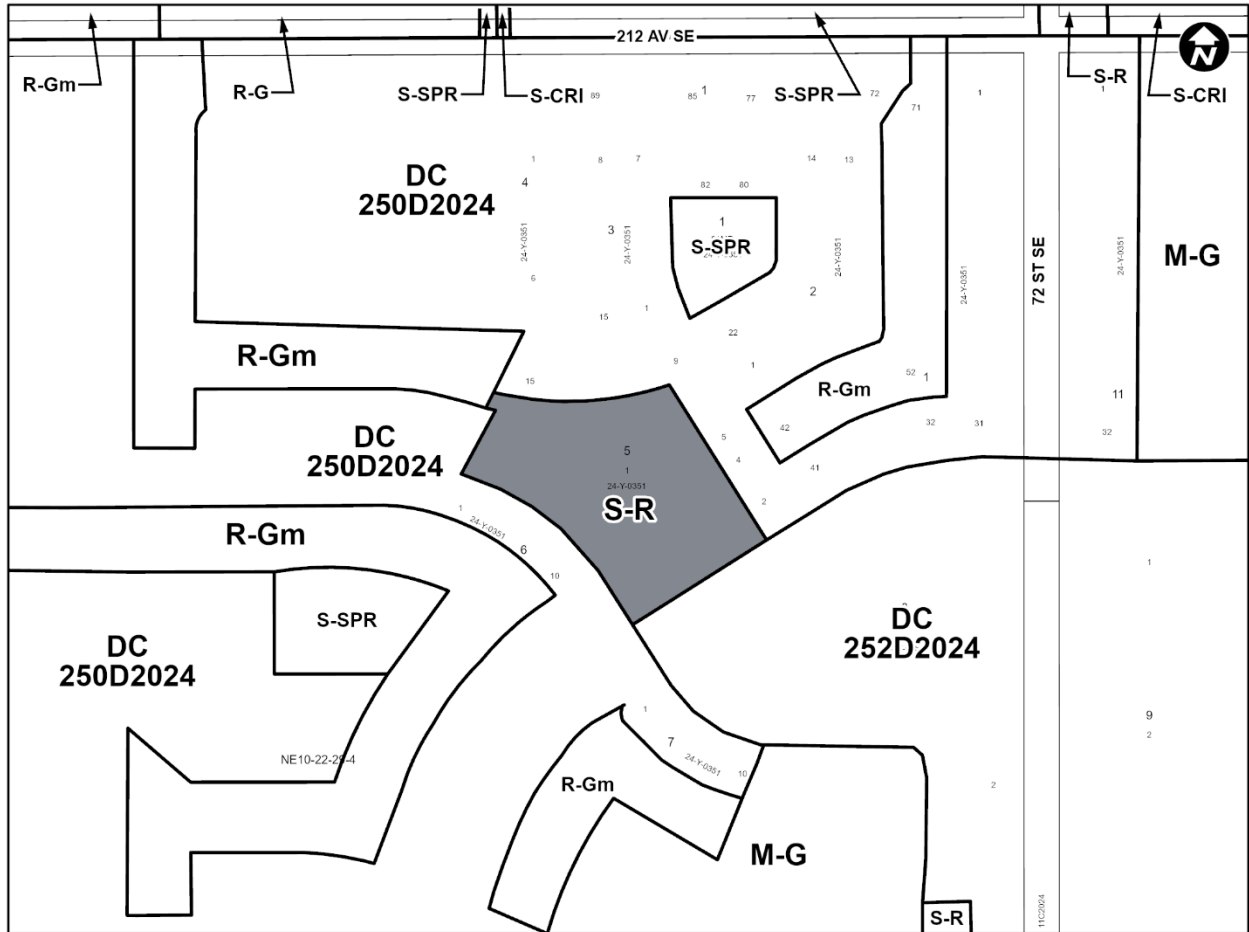 212 AV SE
N
R-Gm
R-G
S-SPR
S-CRI
S-SPR
S-R
S-CRI
89
85
1
77
72
71
1
1
DC
250D2024
1
8
7
14
13
4
82
80
3
1
S-SPR
24-Y-0351
24-Y-0351
24-Y-0351
24-Y-0351
24-Y-0351
72 ST SE
M-G
6
2
15
1
22
R-Gm
9
1
15
R-Gm
52
1
11
42
32
31
32
DC
250D2024
5
4
41
2
5
1
24-Y-0351
S-R
R-Gm
1
24-Y-0351
6
10
1
S-SPR
DC
250D2024
DC
252D2024
NE10-22-29-4
1
7
24-Y-0351
10
9
2
R-Gm
2
M-G
S-R
11C2024